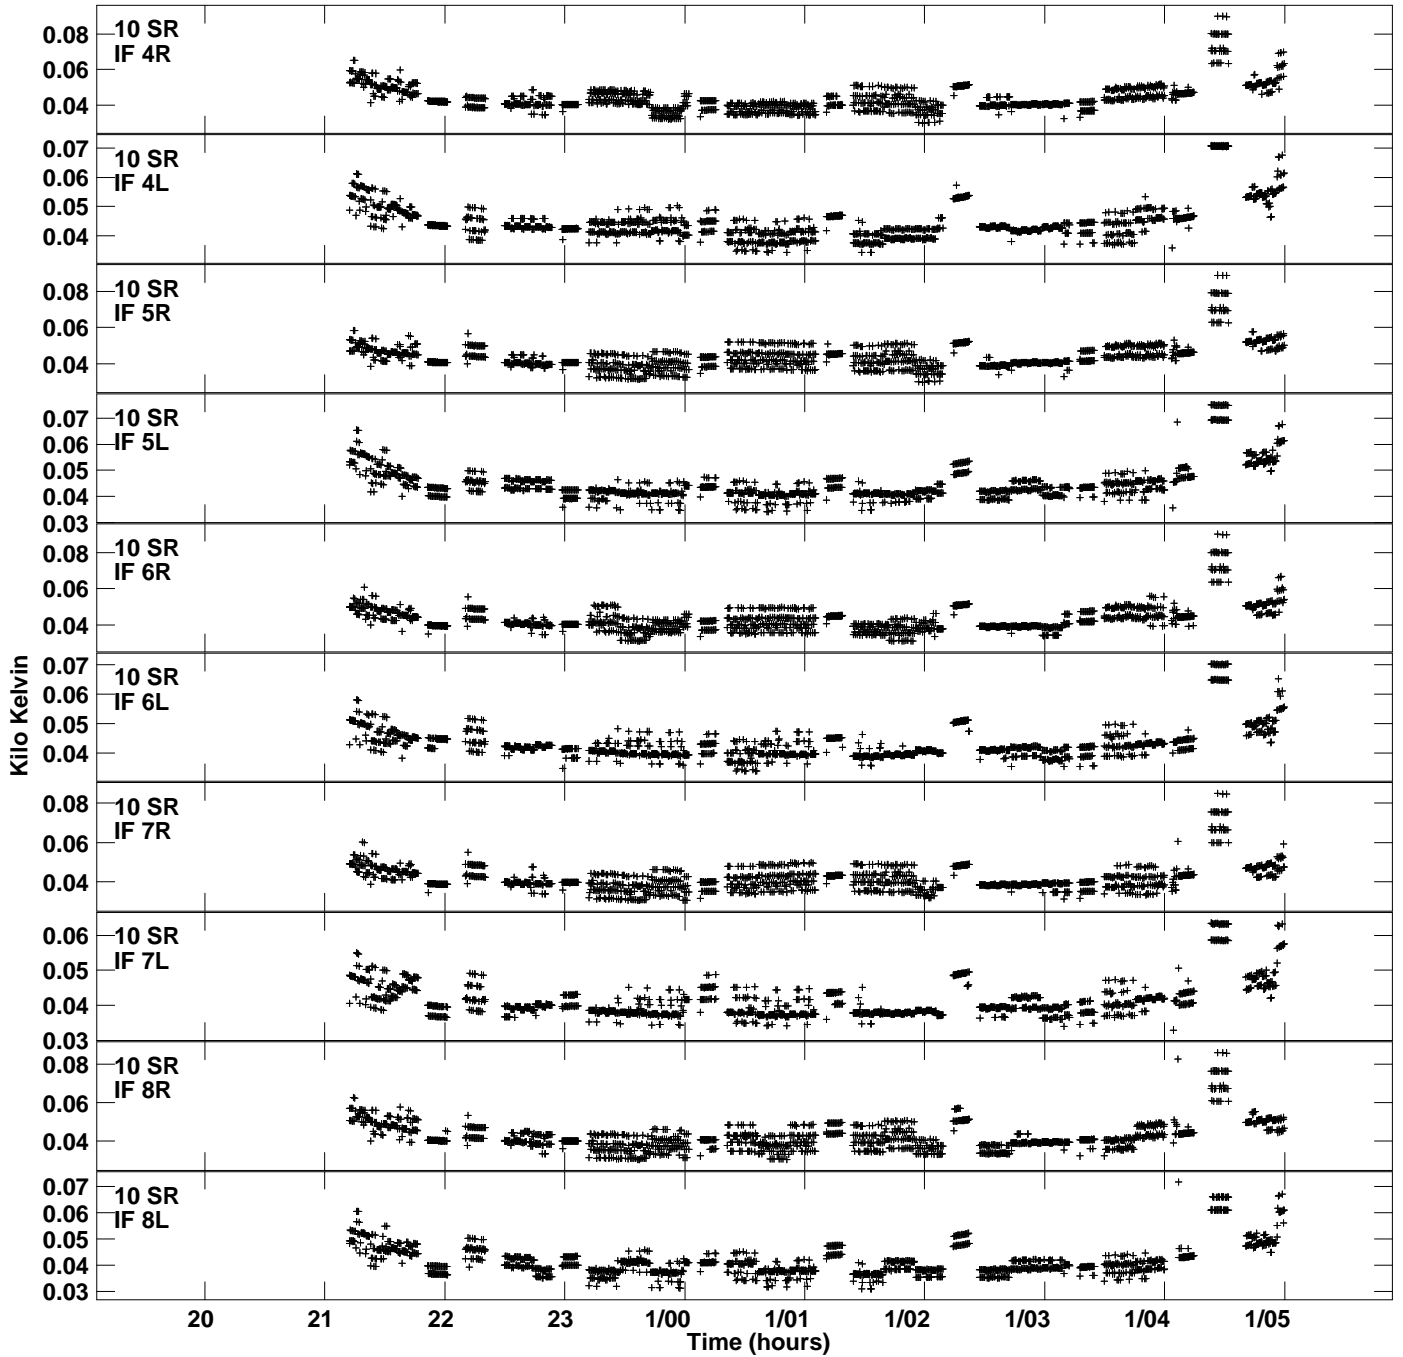 10 SR
IF 4R
0.08
0.06
0.04
10 SR
IF 4L
0.07
0.06
0.05
0.04
10 SR
IF 5R
0.08
0.06
0.04
10 SR
IF 5L
0.07
0.06
0.05
0.04
0.03
10 SR
IF 6R
0.08
0.06
0.04
10 SR
IF 6L
0.07
0.06
0.05
0.04
10 SR
IF 7R
0.08
0.06
0.04
10 SR
IF 7L
0.06
0.05
0.04
0.03
10 SR
IF 8R
0.08
0.06
0.04
10 SR
IF 8L
0.07
0.06
0.05
0.04
0.03
Kilo Kelvin
20 21 22 23 1/00 1/01 1/02 1/03 1/04 1/05
Time (hours)